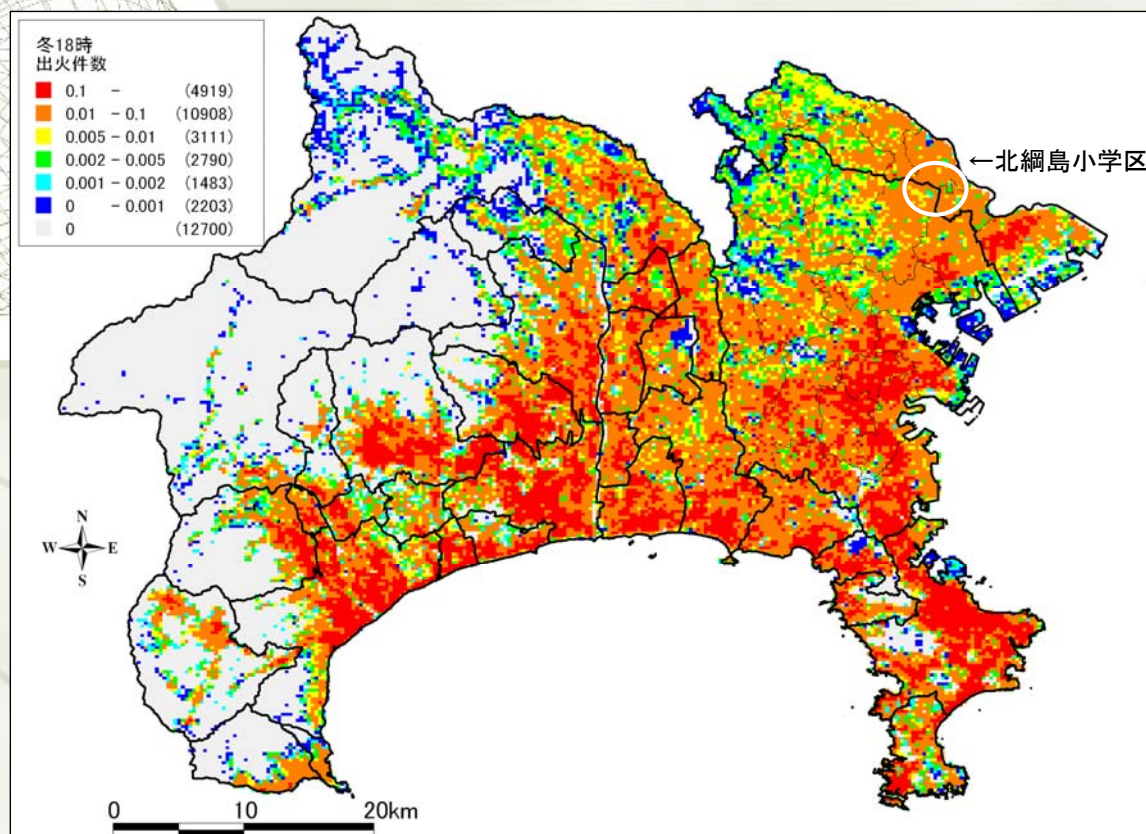 冬18時
出火件数
0.1 - (4919)
0.01 - 0.1 (10908)
0.005 - 0.01 (3111)
0.002 - 0.005 (2790)
0.001 - 0.002 (1483)
0 - 0.001 (2203)
0 (12700)
←北綱島小学区
N
W E
S
0 10 20km